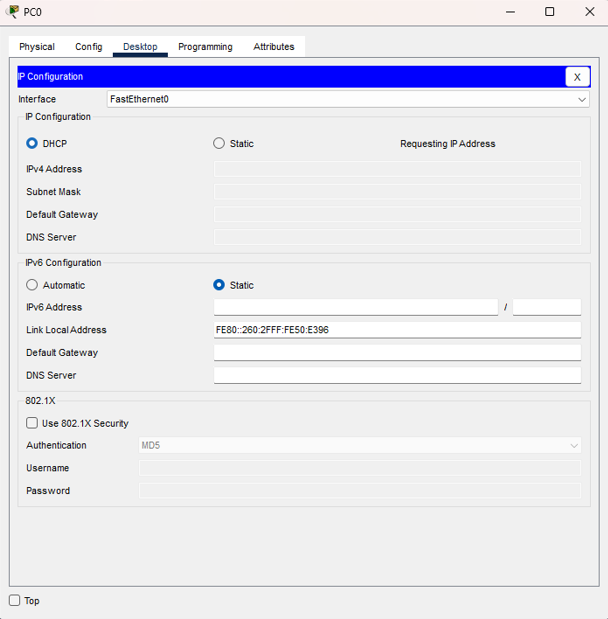 PC0
Physical Config Desktop Programming Attributes
IP Configuration X
Interface FastEthernet0
IP Configuration
DHCP Static Requesting IP Address
IPv4 Address
Subnet Mask
Default Gateway
DNS Server
IPv6 Configuration
Automatic Static
IPv6 Address /
Link Local Address FE80::260:2FFF:FE50:E396
Default Gateway
DNS Server
802.1X
Use 802.1X Security
Authentication MD5
Username
Password
Top